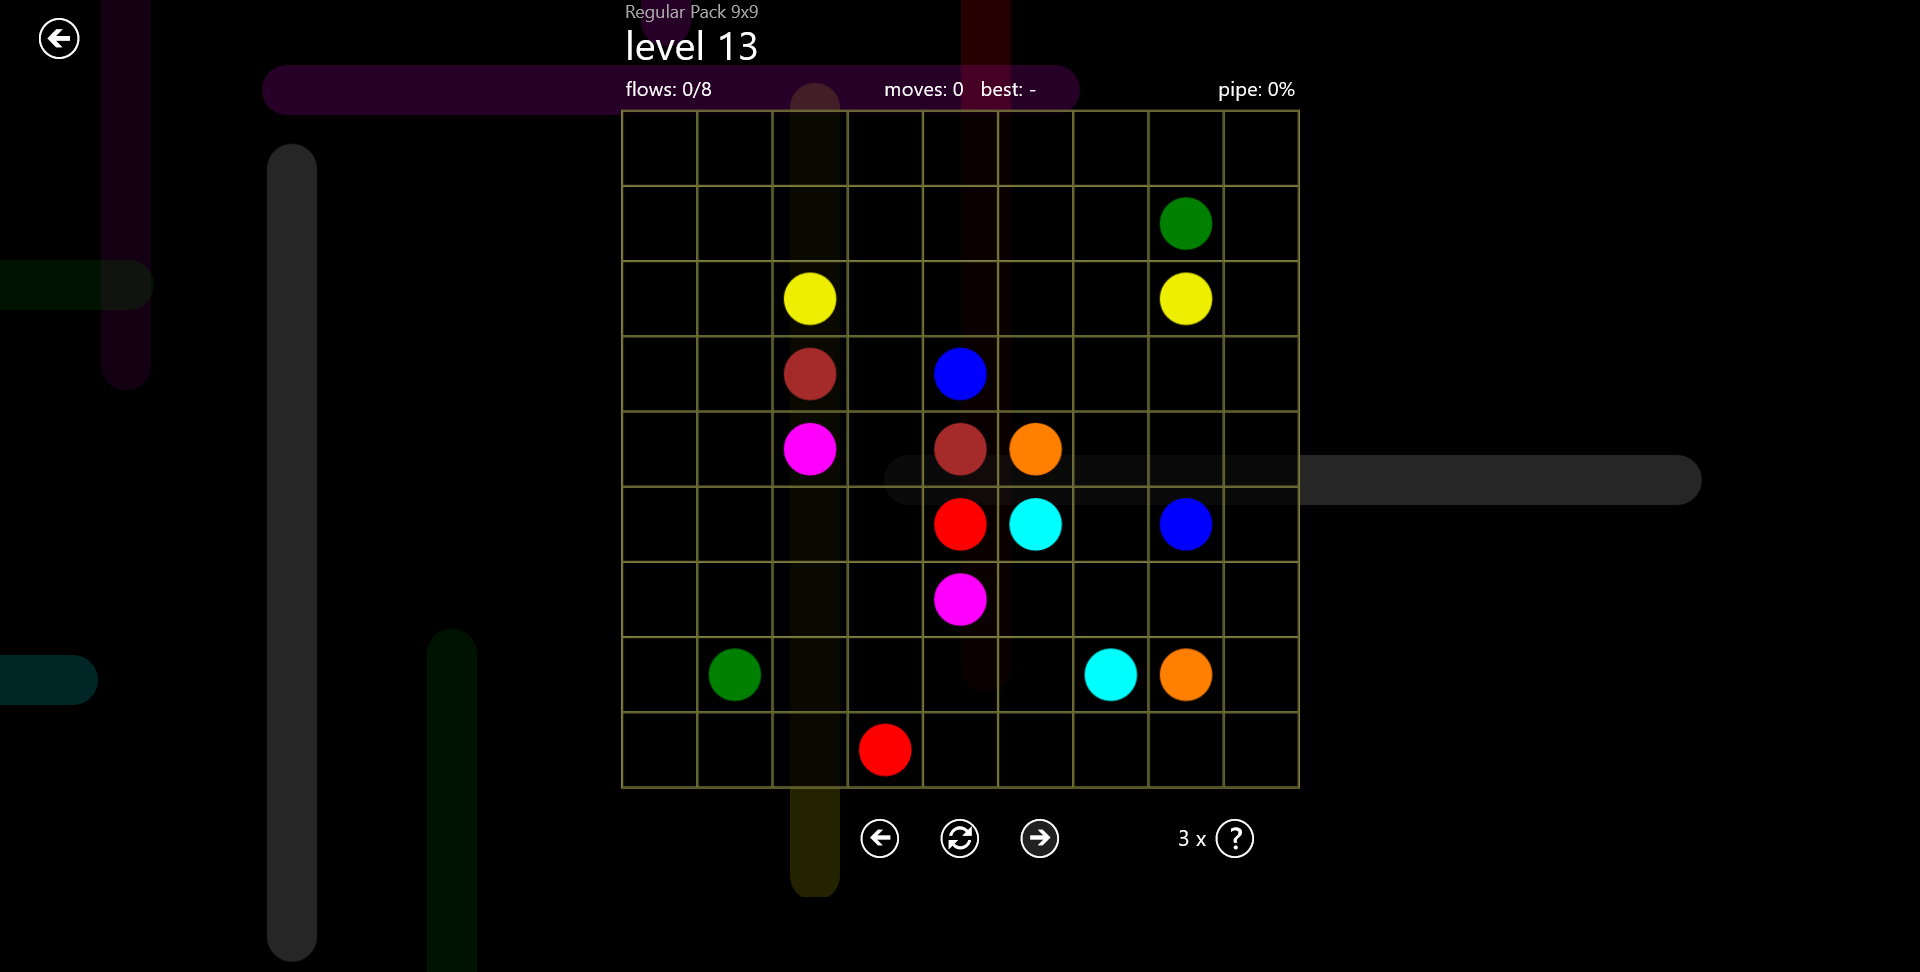 Regular Pack 9x9
level 13
flows: 0/8 moves: 0 best: - pipe: 0%
3 x ?